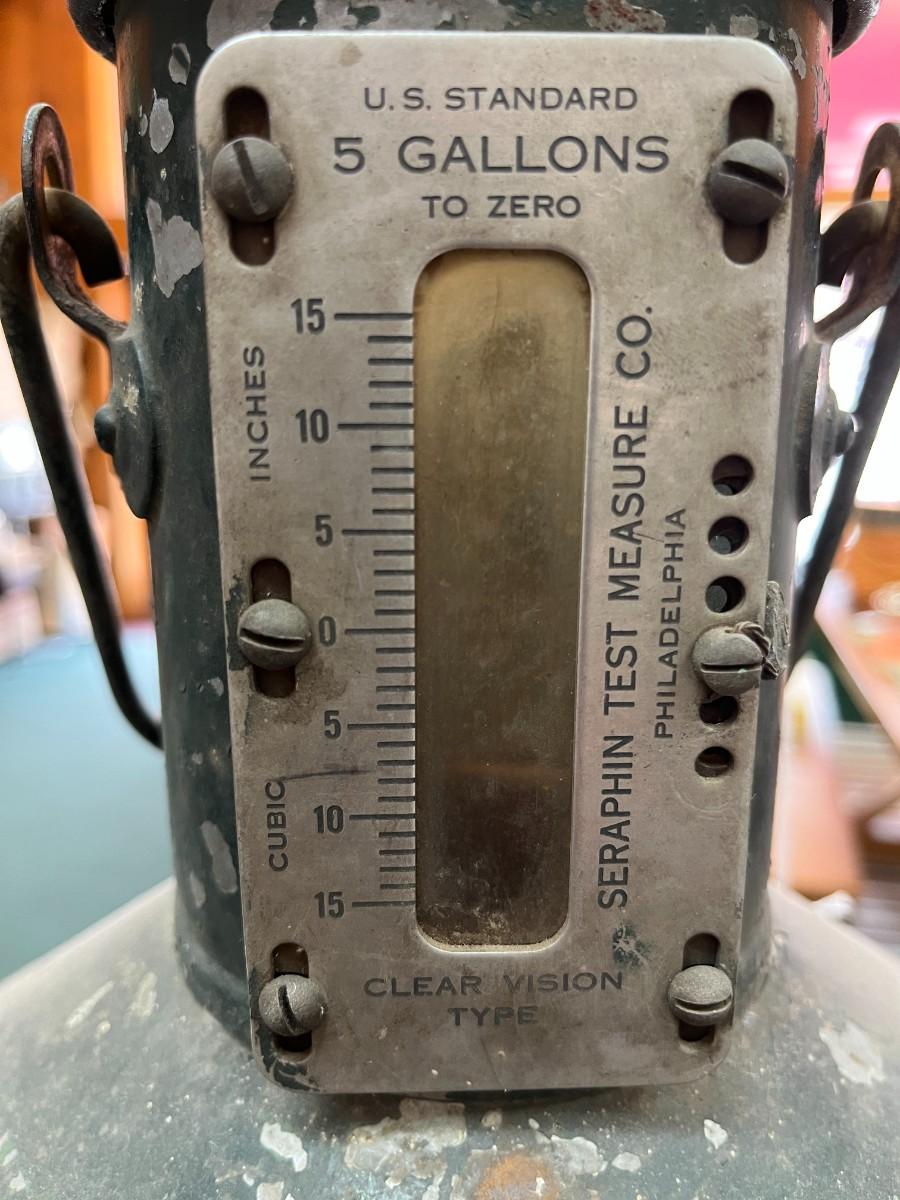 U.S. STANDARD
5 GALLONS
TO ZERO
15
10
5
0
5
10
15
CUBIC INCHES
SERAPHIN TEST MEASURE CO.
PHILADELPHIA
CLEAR VISION
TYPE